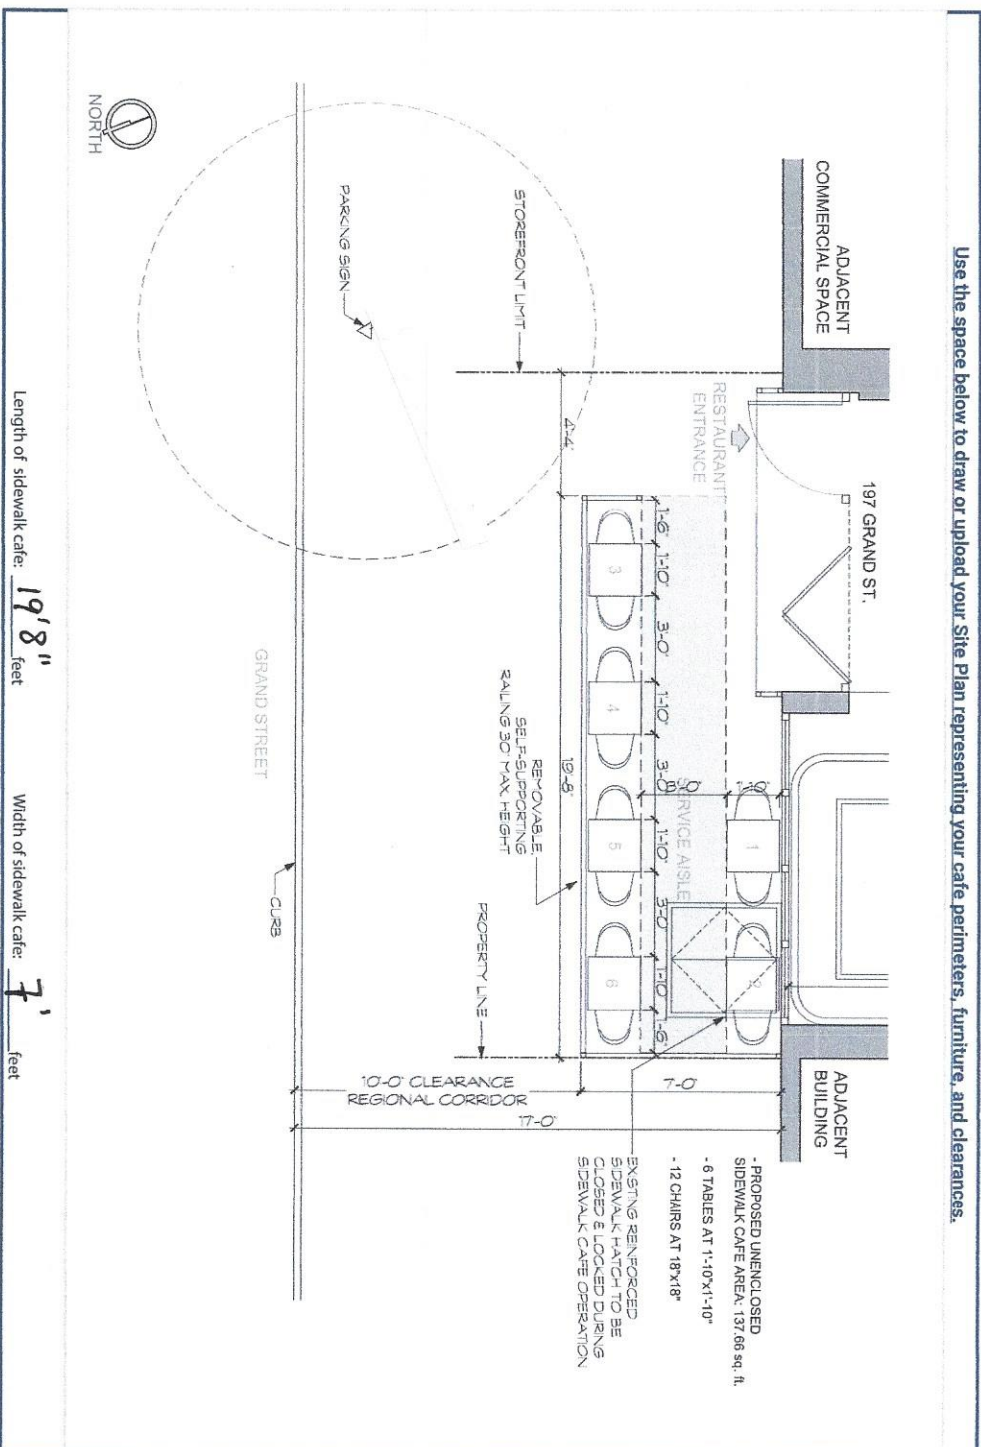 Use the space below to draw or upload your Site Plan representing your cafe perimeters, furniture, and clearances.
ADJACENT
COMMERCIAL SPACE
197 GRAND ST.
ADJACENT
BUILDING
RESTAURANT
ENTRANCE
STOREFRONT LIMIT
PARKING SIGN
4'-4"
1'-6"
1'-10"
3'-0"
1'-10"
3'-0"
1'-10"
3'-0"
1'-10"
1'-6"
1'-10"
SERVICE AISLE
1
2
3
4
5
6
19'-8"
REMOVABLE,
SELF-SUPPORTING
RAILING 30" MAX HEIGHT
PROPERTY LINE
7'-0"
10'-0" CLEARANCE
REGIONAL CORRIDOR
17'-0"
- PROPOSED UNENCLOSED
SIDEWALK CAFE AREA: 137.66 sq. ft.
- 6 TABLES AT 1'-10"x1'-10"
- 12 CHAIRS AT 18"x18"
EXISTING REINFORCED
SIDEWALK HATCH TO BE
CLOSED & LOCKED DURING
SIDEWALK CAFE OPERATION
GRAND STREET
CURB
NORTH
Length of sidewalk cafe: 19'8" feet Width of sidewalk cafe: 7' feet